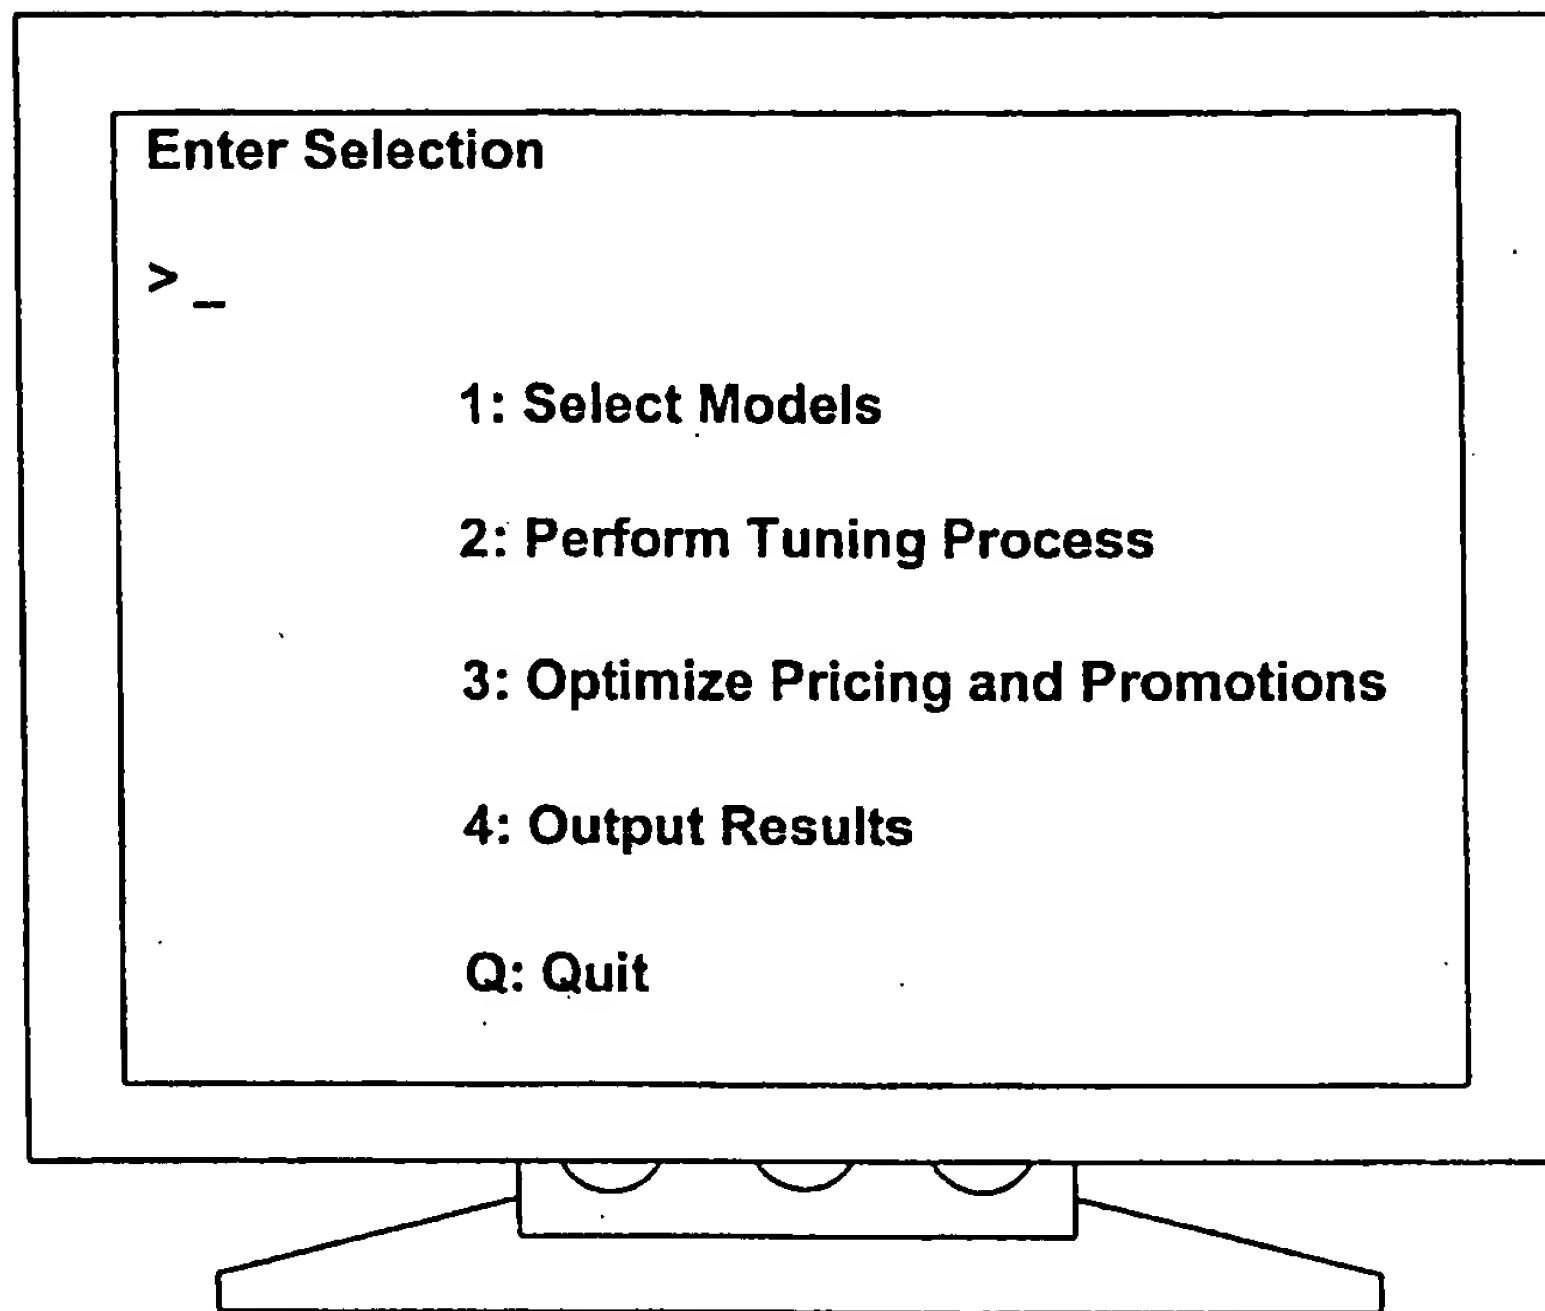 Enter Selection
> _
1: Select Models
2: Perform Tuning Process
3: Optimize Pricing and Promotions
4: Output Results
Q: Quit